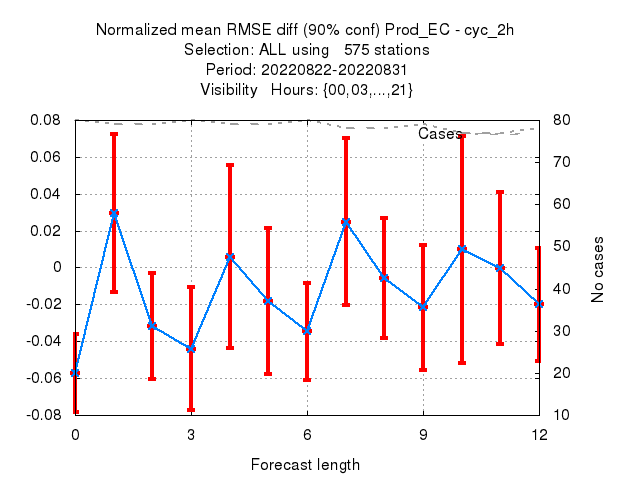 Normalized mean RMSE diff (90% conf) Prod_EC - cyc_2h
Selection: ALL using   575 stations
Period: 20220822-20220831
Visibility   Hours: {00,03,...,21}
Cases
0.08
0.06
0.04
0.02
0
-0.02
-0.04
-0.06
-0.08
80
70
60
50
40
30
20
10
No cases
0 3 6 9 12
Forecast length